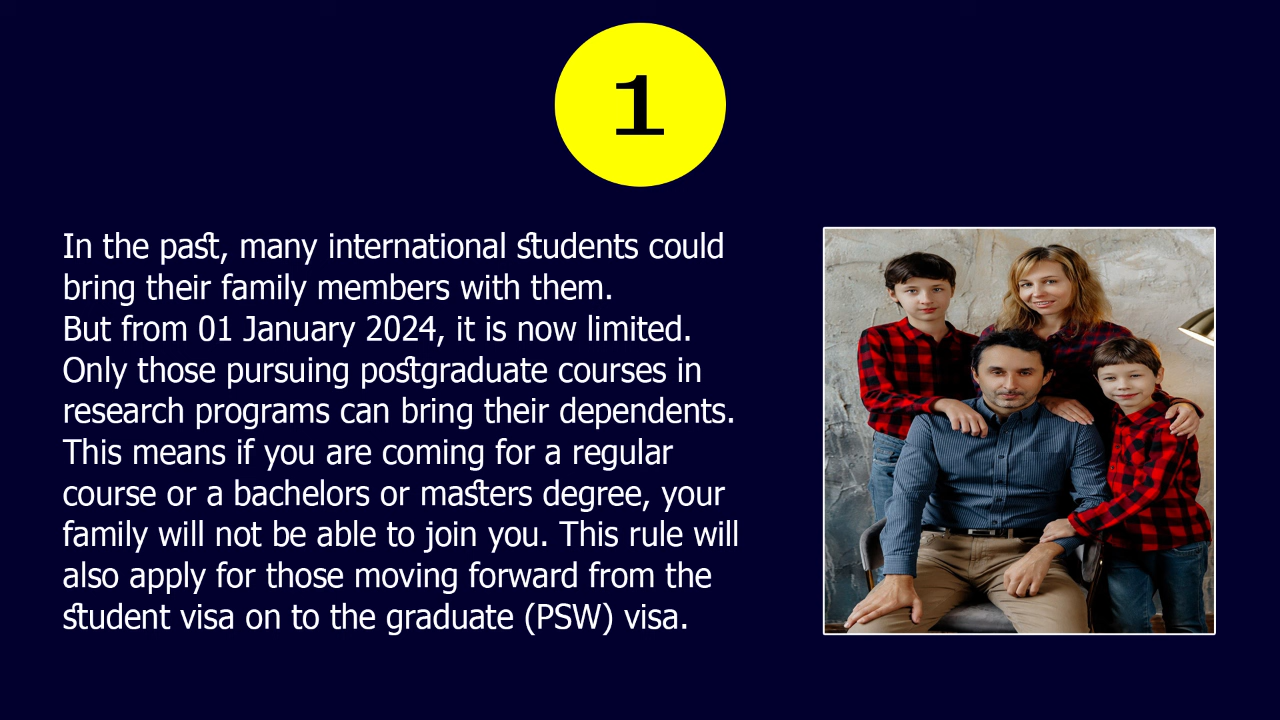 1
In the past, many international students could
bring their family members with them.
But from 01 January 2024, it is now limited.
Only those pursuing postgraduate courses in
research programs can bring their dependents.
This means if you are coming for a regular
course or a bachelors or masters degree, your
family will not be able to join you. This rule will
also apply for those moving forward from the
student visa on to the graduate (PSW) visa.